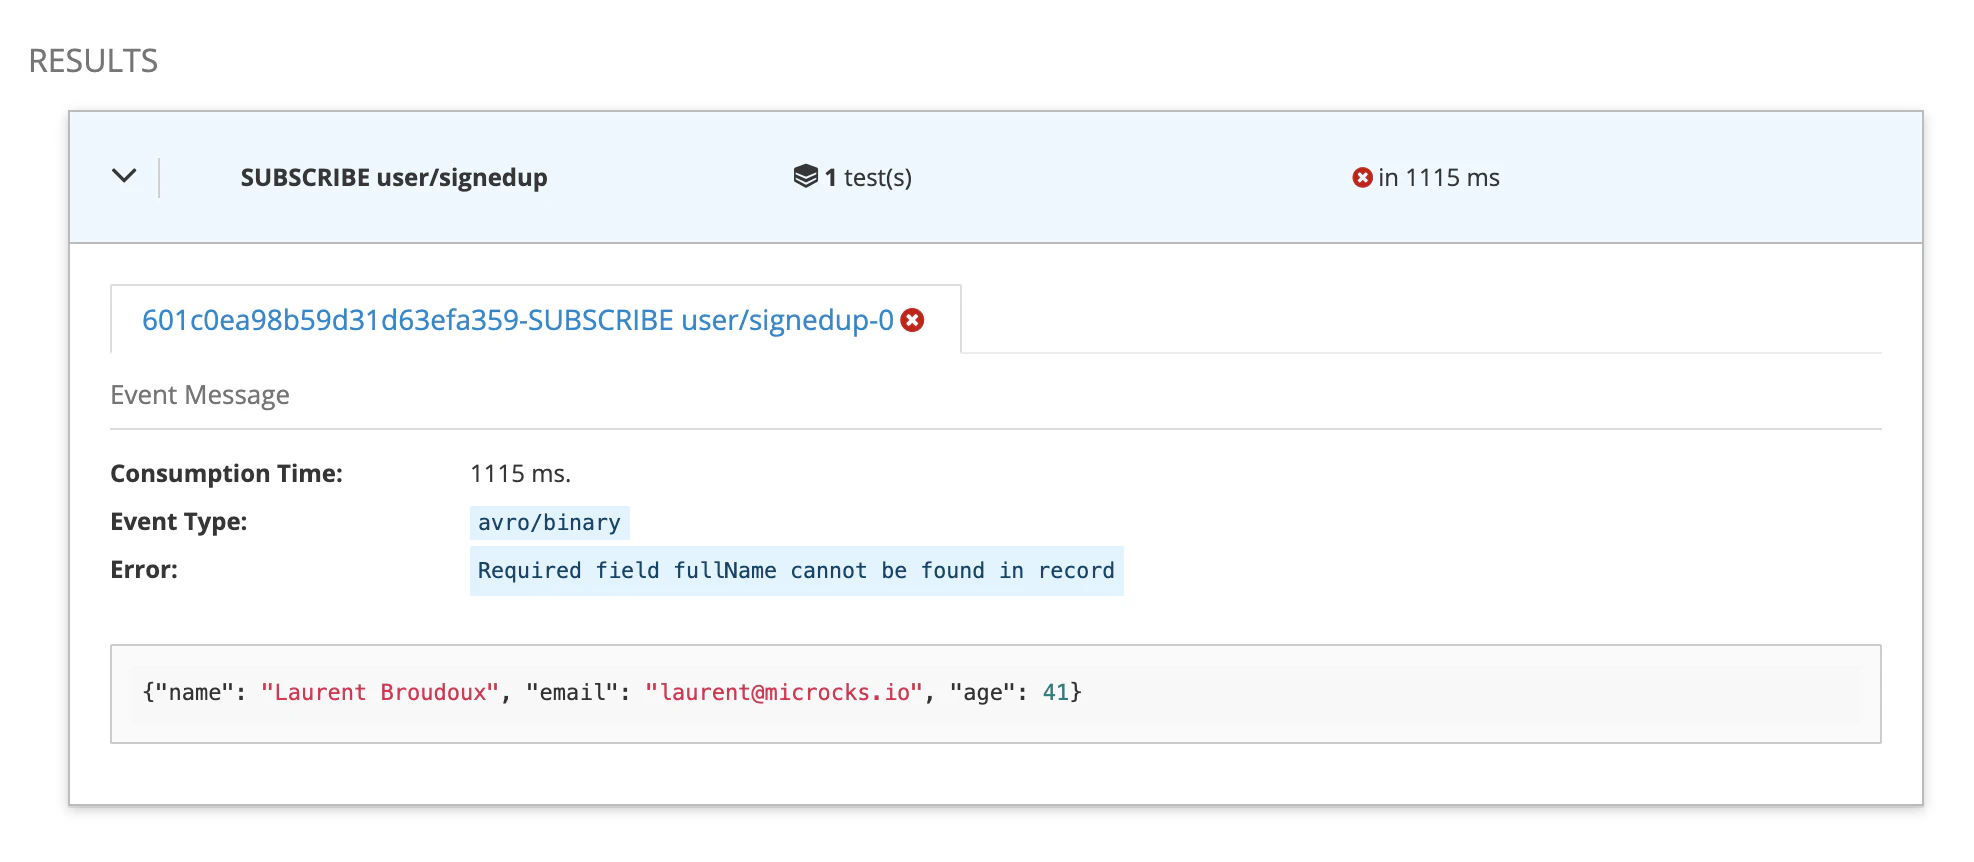 RESULTS
SUBSCRIBE user/signedup 1 test(s) in 1115 ms
601c0ea98b59d31d63efa359-SUBSCRIBE user/signedup-0
Event Message
Consumption Time: 1115 ms.
Event Type: avro/binary
Error: Required field fullName cannot be found in record
{"name": "Laurent Broudoux", "email": "laurent@microcks.io", "age": 41}